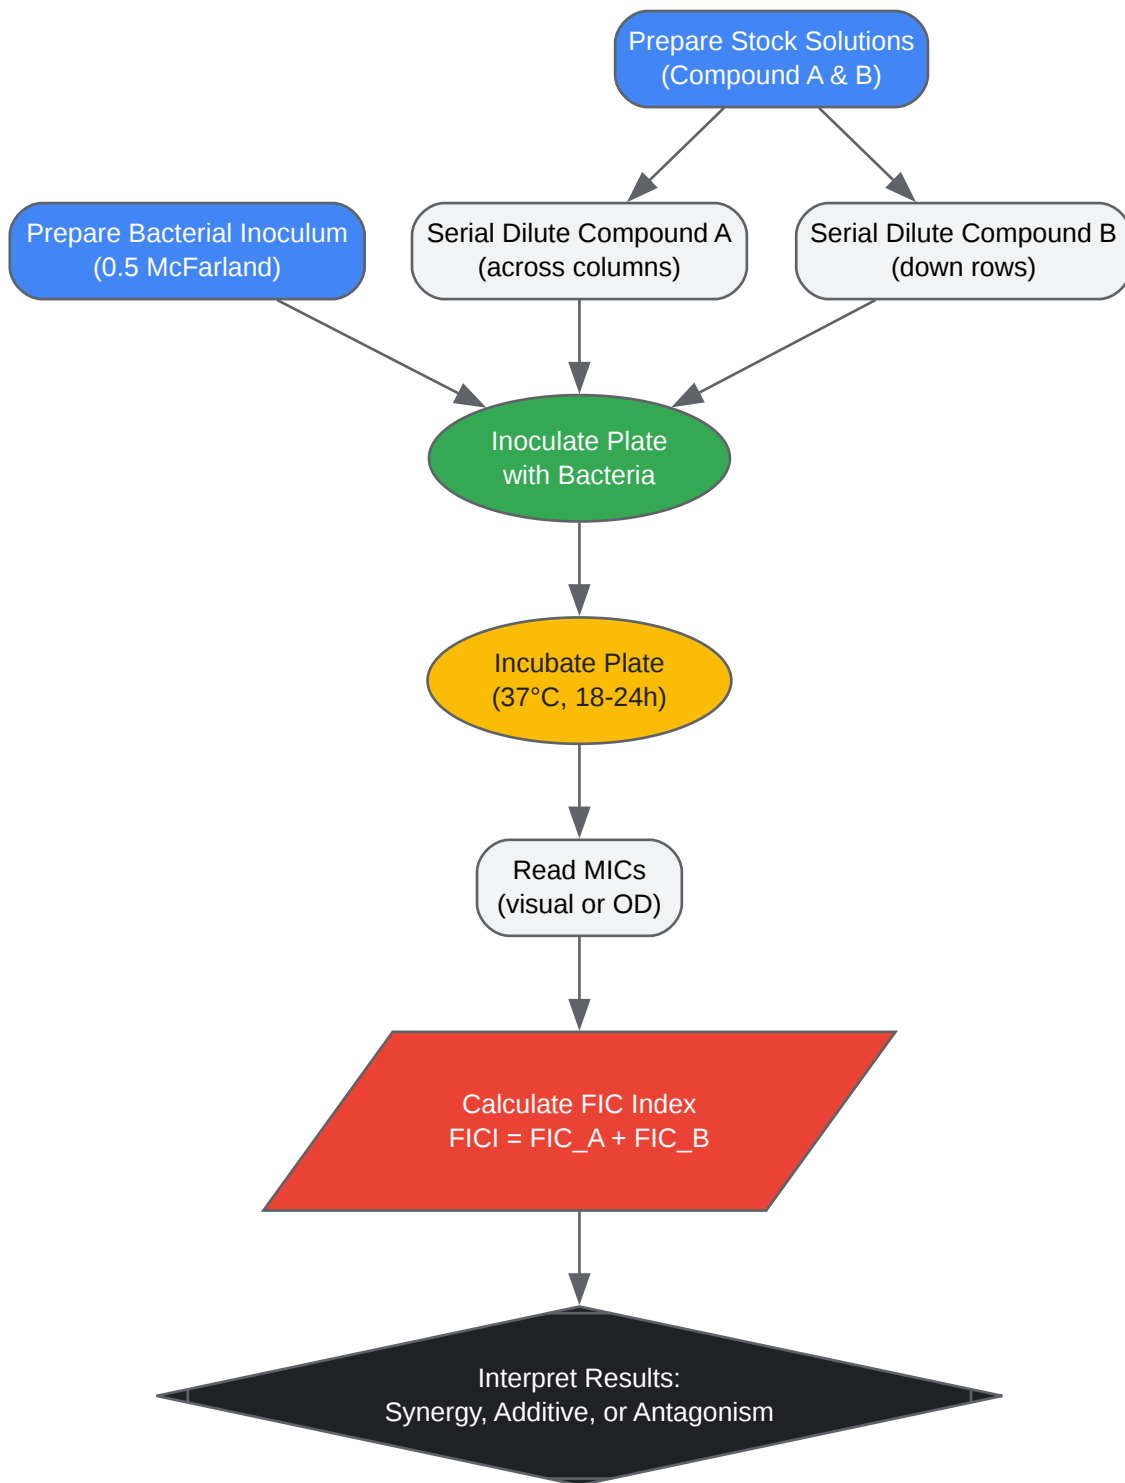 Prepare Stock Solutions
(Compound A & B)
Prepare Bacterial Inoculum
(0.5 McFarland)
Serial Dilute Compound A
(across columns)
Serial Dilute Compound B
(down rows)
Inoculate Plate
with Bacteria
Incubate Plate
(37°C, 18-24h)
Read MICs
(visual or OD)
Calculate FIC Index
FICI = FIC_A + FIC_B
Interpret Results:
Synergy, Additive, or Antagonism